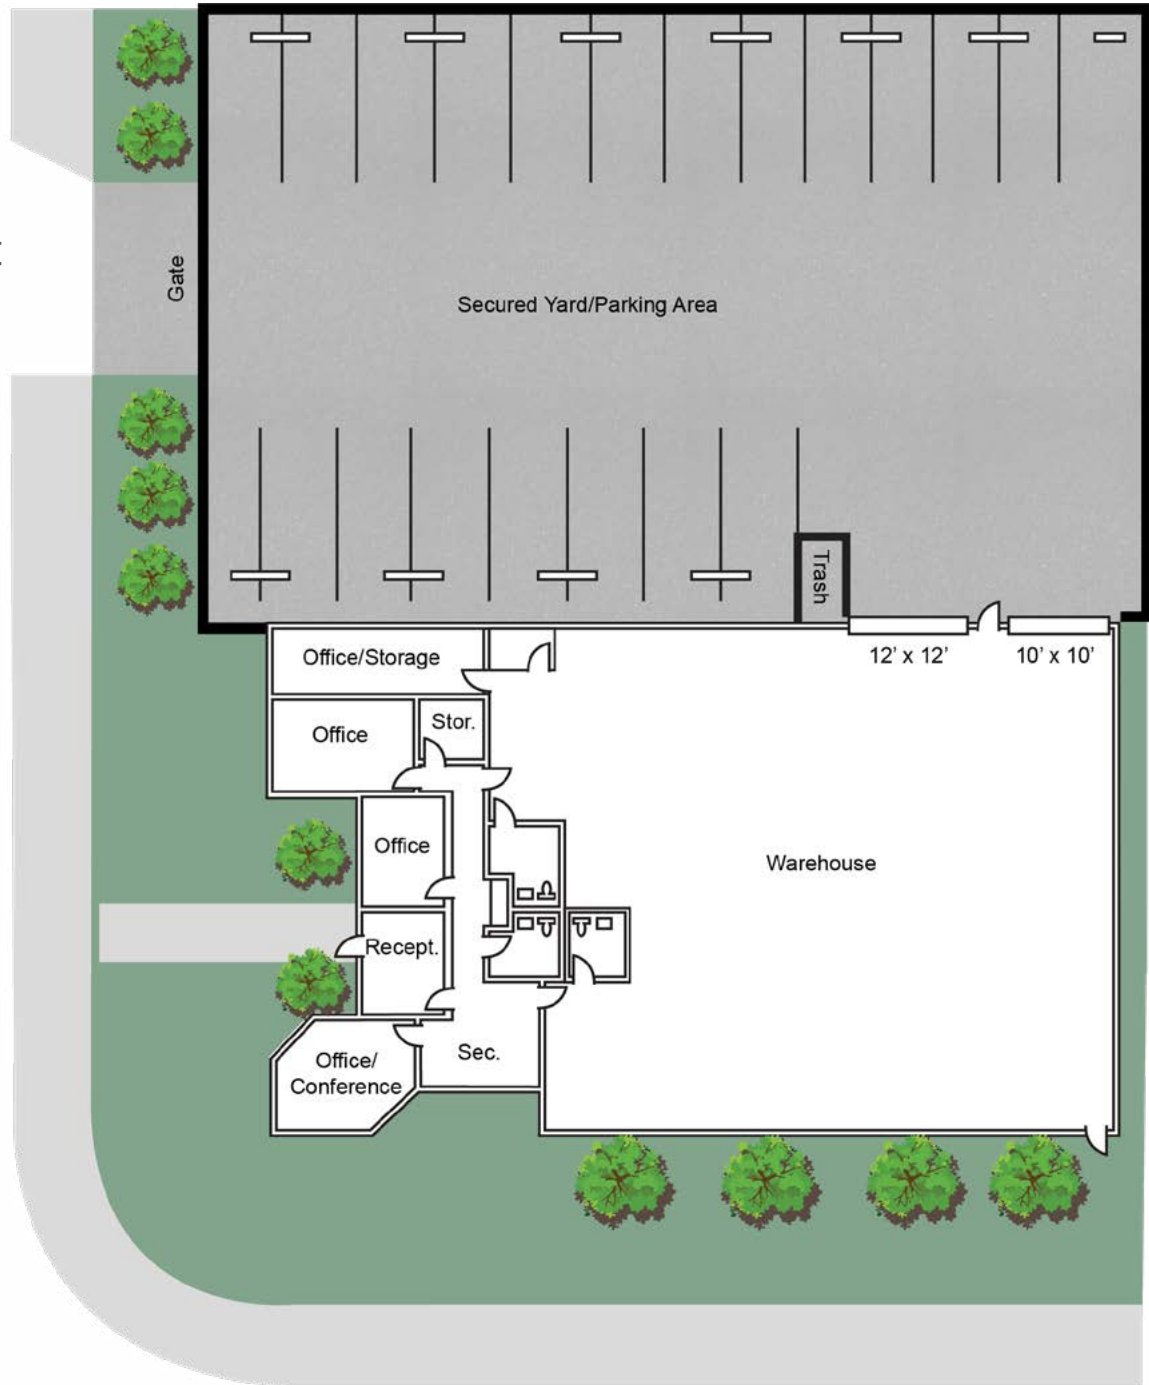 Gate
Secured Yard/Parking Area
Trash
12' x 12'
10' x 10'
Office/Storage
Office
Stor.
Office
Warehouse
Recept.
Office/
Conference
Sec.